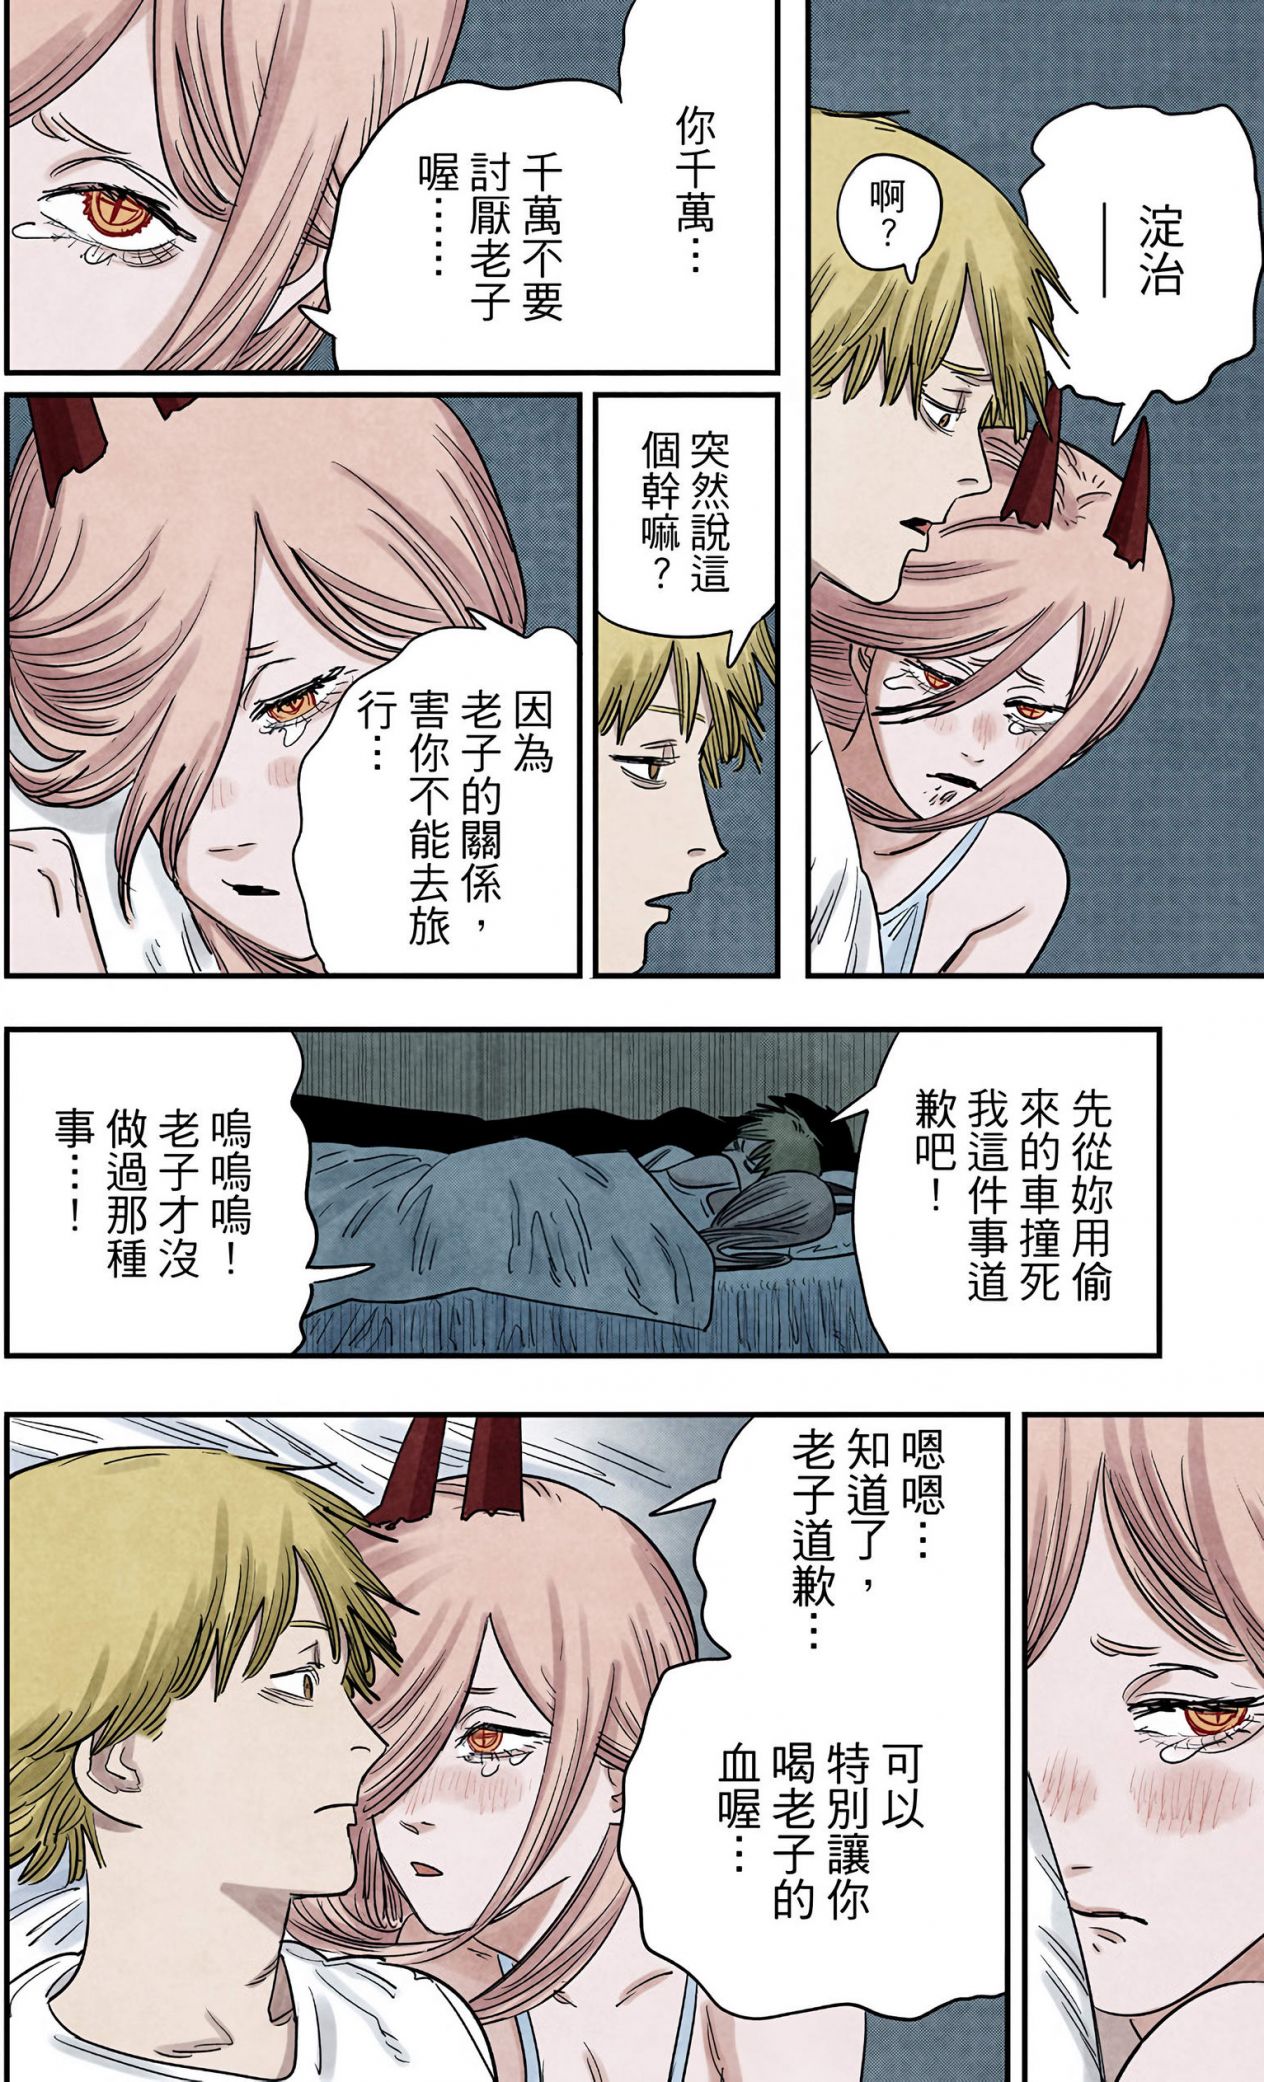 淀治
——
啊？
你千萬…
千萬不要
討厭老子
喔……
突然說這
個幹嘛？
因為
老子的關係，
害你不能去旅
行…
先從妳用偷
來的車撞死
我這件事道
歉吧！
嗚嗚嗚！
老子才沒
做過那種
事…！
嗯嗯…
知道了，
老子道歉…
可以
特別讓你
喝老子的
血喔…